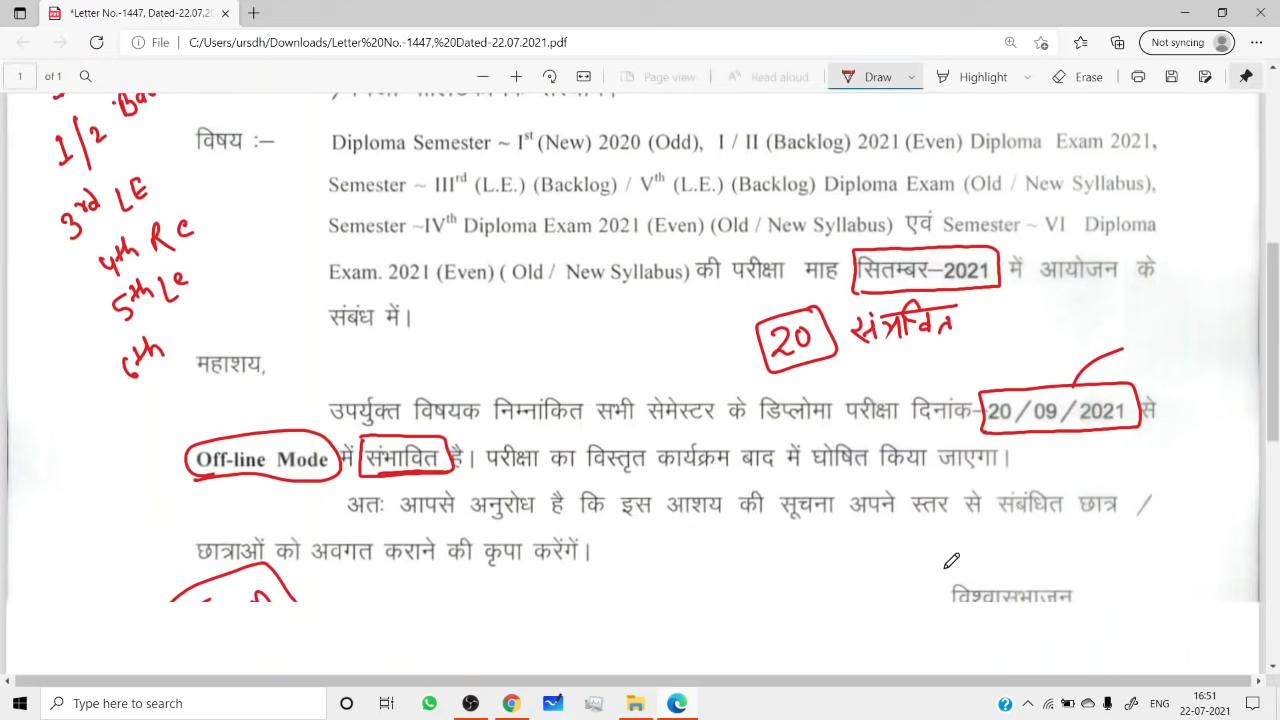 *Letter No.-1447, Dated-22.07.20
File
C:/Users/ursdh/Downloads/Letter%20No.-1447,%20Dated-22.07.2021.pdf
Not syncing
1
of 1
Page view
Read aloud
Draw
Highlight
Erase
1/2
3rd LE
4th R C
5th Le
6th
विषय :–
Diploma Semester ~ Ist (New) 2020 (Odd), I / II (Backlog) 2021 (Even) Diploma Exam 2021,
Semester ~ IIIrd (L.E.) (Backlog) / Vth (L.E.) (Backlog) Diploma Exam (Old / New Syllabus),
Semester ~IVth Diploma Exam 2021 (Even) (Old / New Syllabus) एवं Semester ~ VI Diploma
Exam. 2021 (Even) ( Old / New Syllabus) की परीक्षा माह सितम्बर–2021 में आयोजन के
संबंध में।
20
महाशय,
उपर्युक्त विषयक निम्नांकित सभी सेमेस्टर के डिप्लोमा परीक्षा दिनांक–20/09/2021 से
Off-line Mode में संभावित है। परीक्षा का विस्तृत कार्यक्रम बाद में घोषित किया जाएगा।
अतः आपसे अनुरोध है कि इस आशय की सूचना अपने स्तर से संबंधित छात्र /
छात्राओं को अवगत कराने की कृपा करेंगें।
विश्वासभाजन
Type here to search
ENG
16:51
22-07-2021